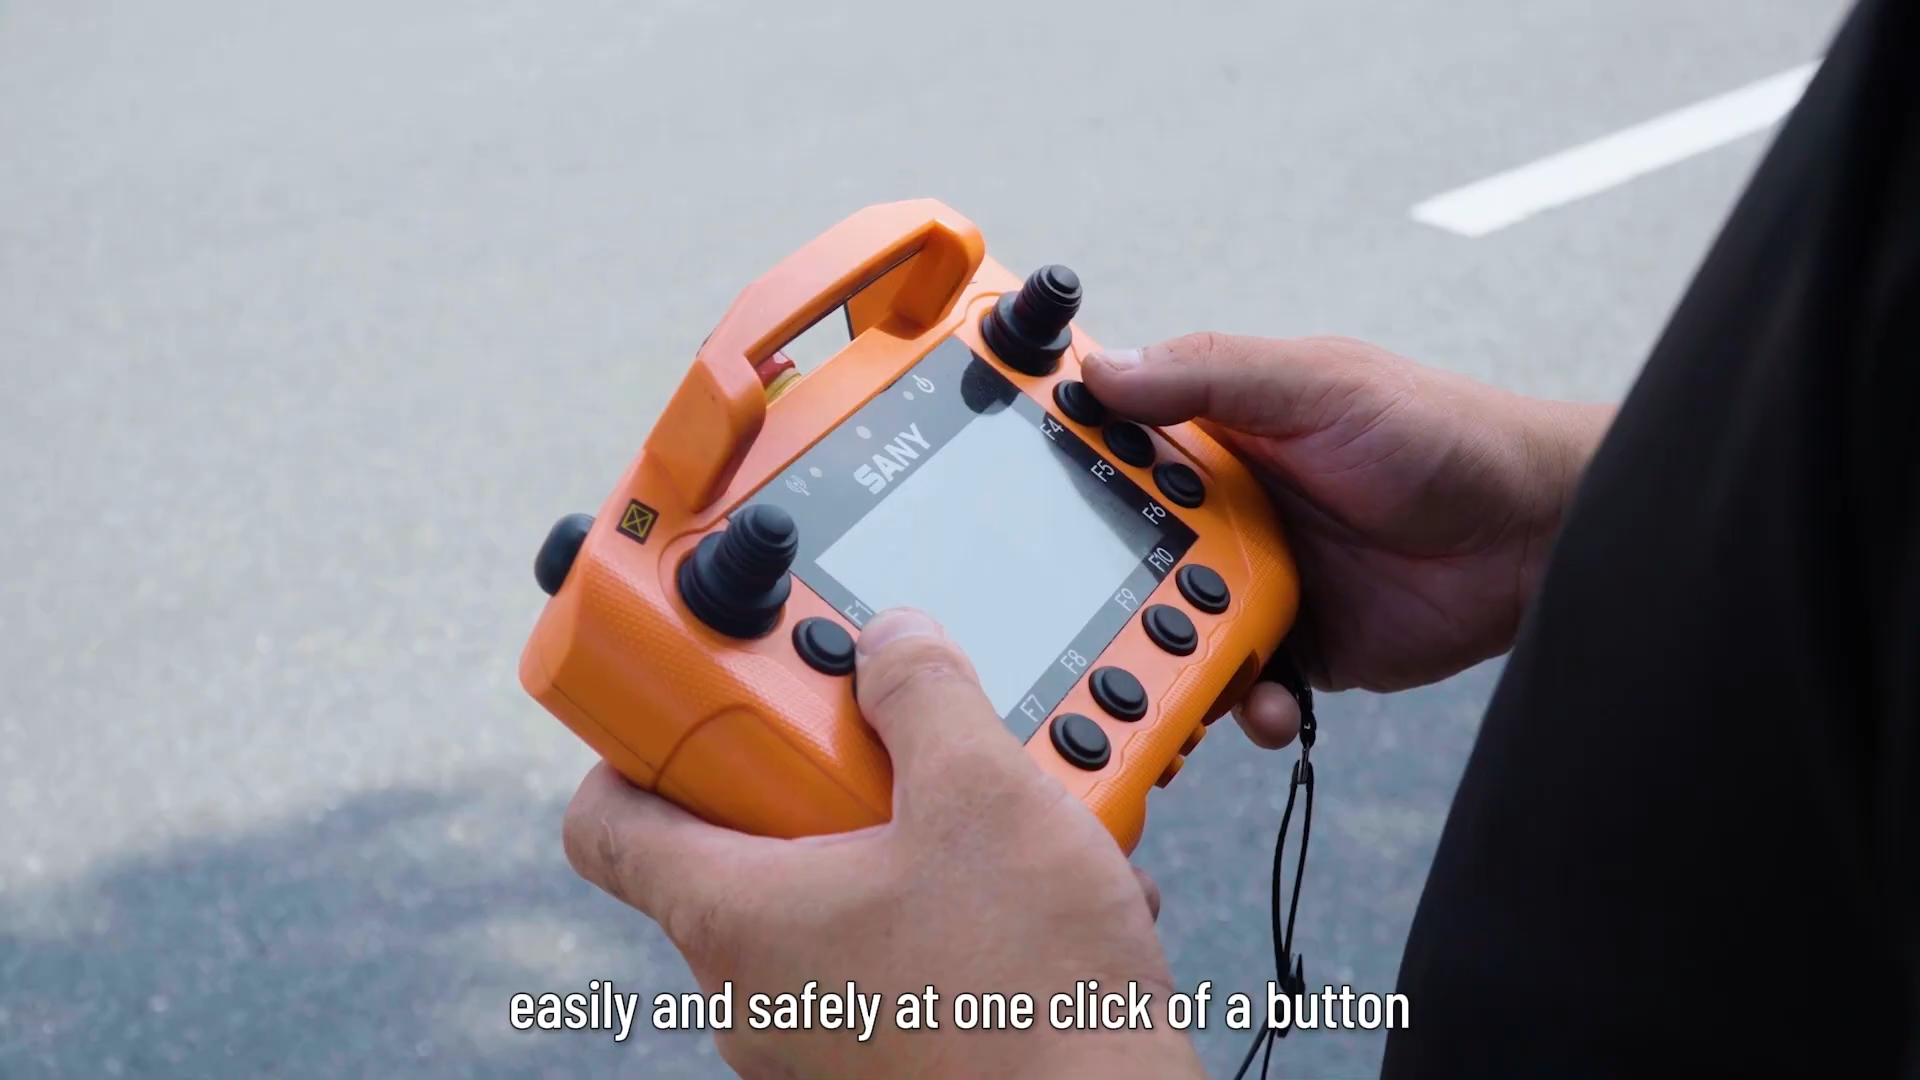 SANY
F4
F5
F6
F10
F9
F8
F7
F1
easily and safely at one click of a button